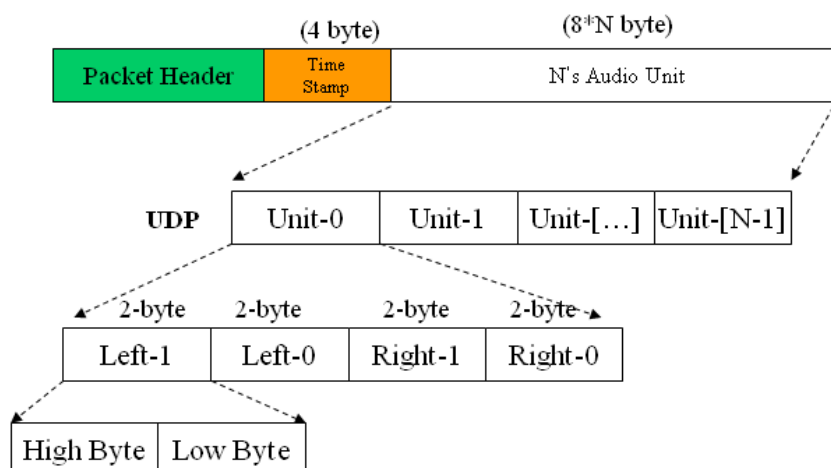 (4 byte) (8*N byte)
Packet Header Time Stamp N's Audio Unit
UDP Unit-0 Unit-1 Unit-[...] Unit-[N-1]
2-byte 2-byte 2-byte 2-byte
Left-1 Left-0 Right-1 Right-0
High Byte Low Byte